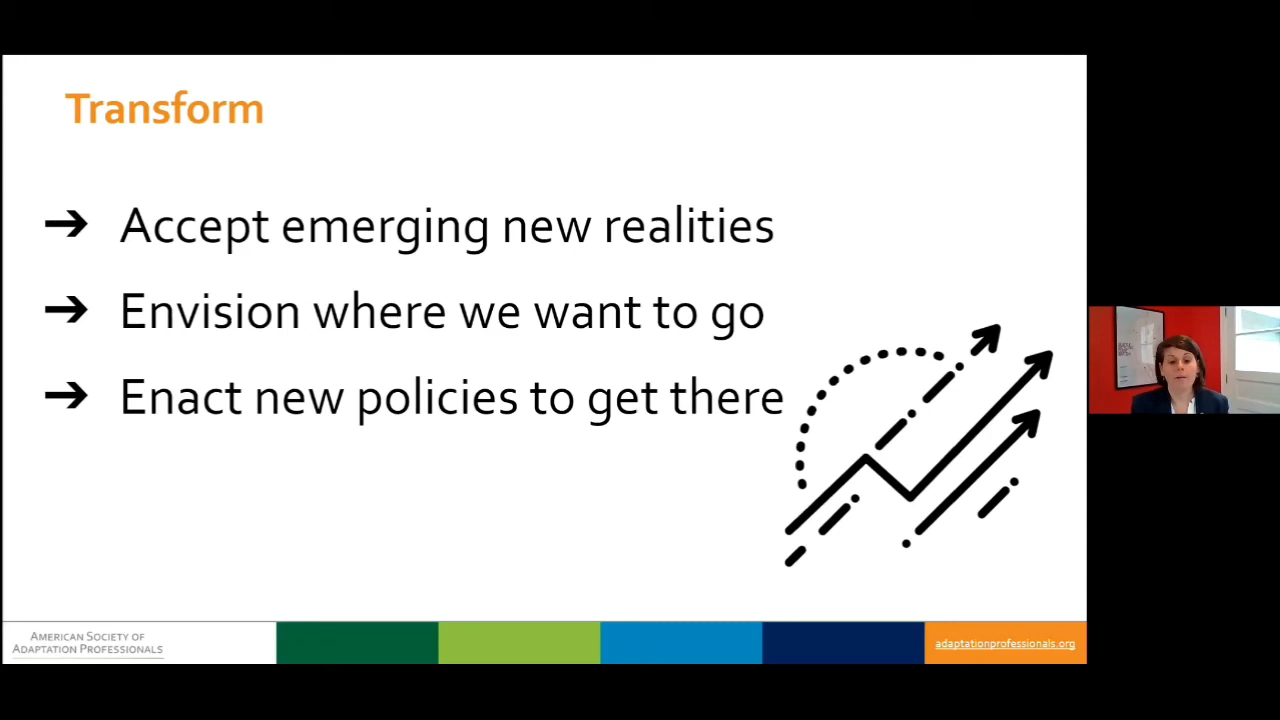 Transform
➔ Accept emerging new realities
➔ Envision where we want to go
➔ Enact new policies to get there
AMERICAN SOCIETY OF
ADAPTATION PROFESSIONALS
adaptationprofessionals.org